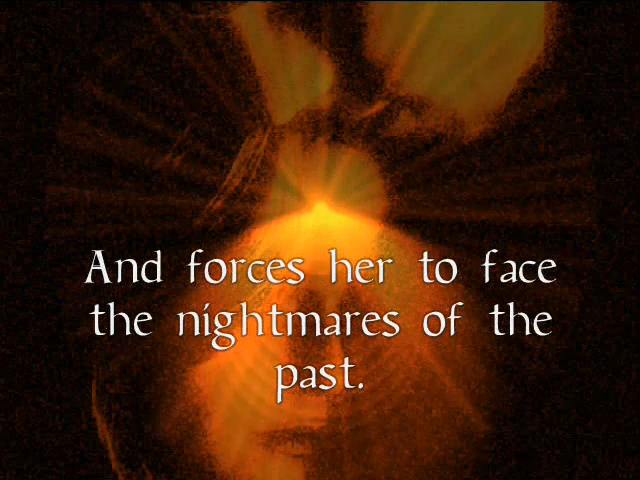 And forces her to face
the nightmares of the
past.